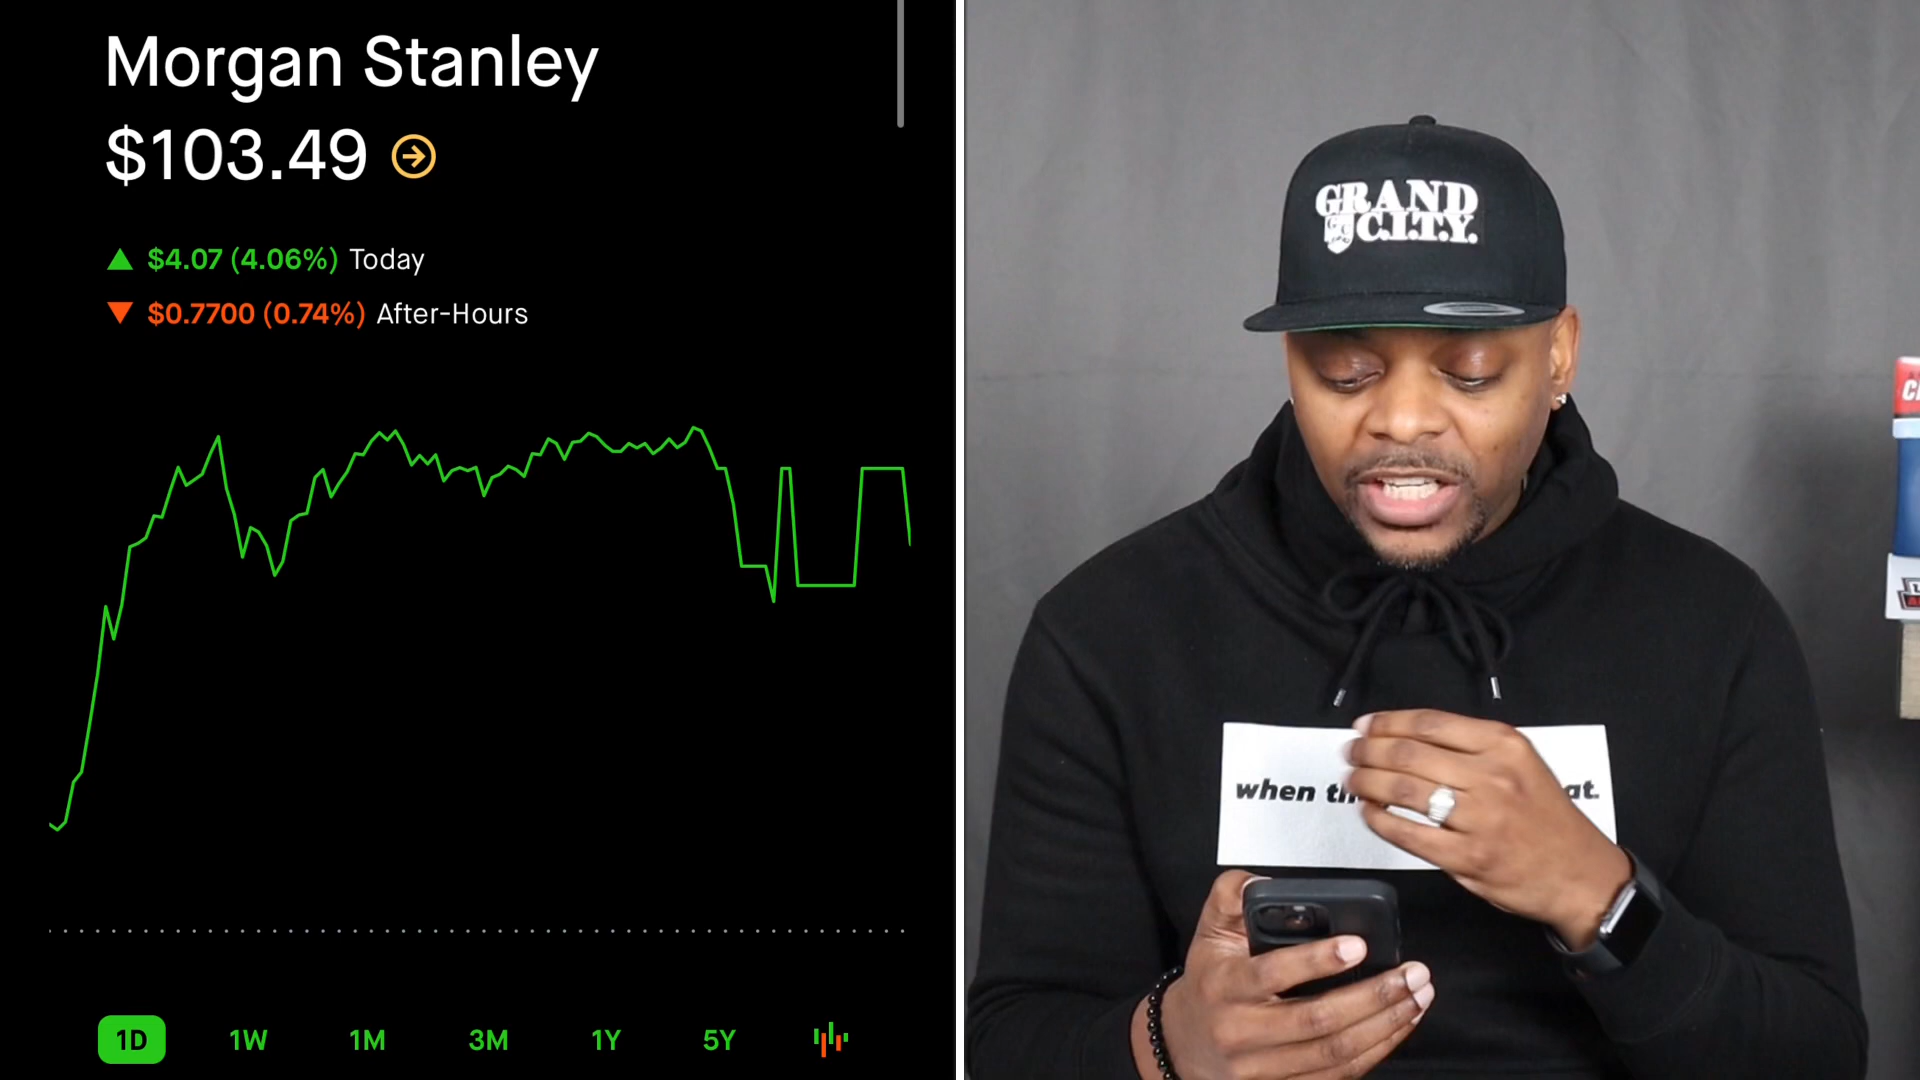 Morgan Stanley
$103.49
▲ $4.07 (4.06%) Today
▼ $0.7700 (0.74%) After-Hours
1D 1W 1M 3M 1Y 5Y
GRAND
C.I.T.Y.
when at.